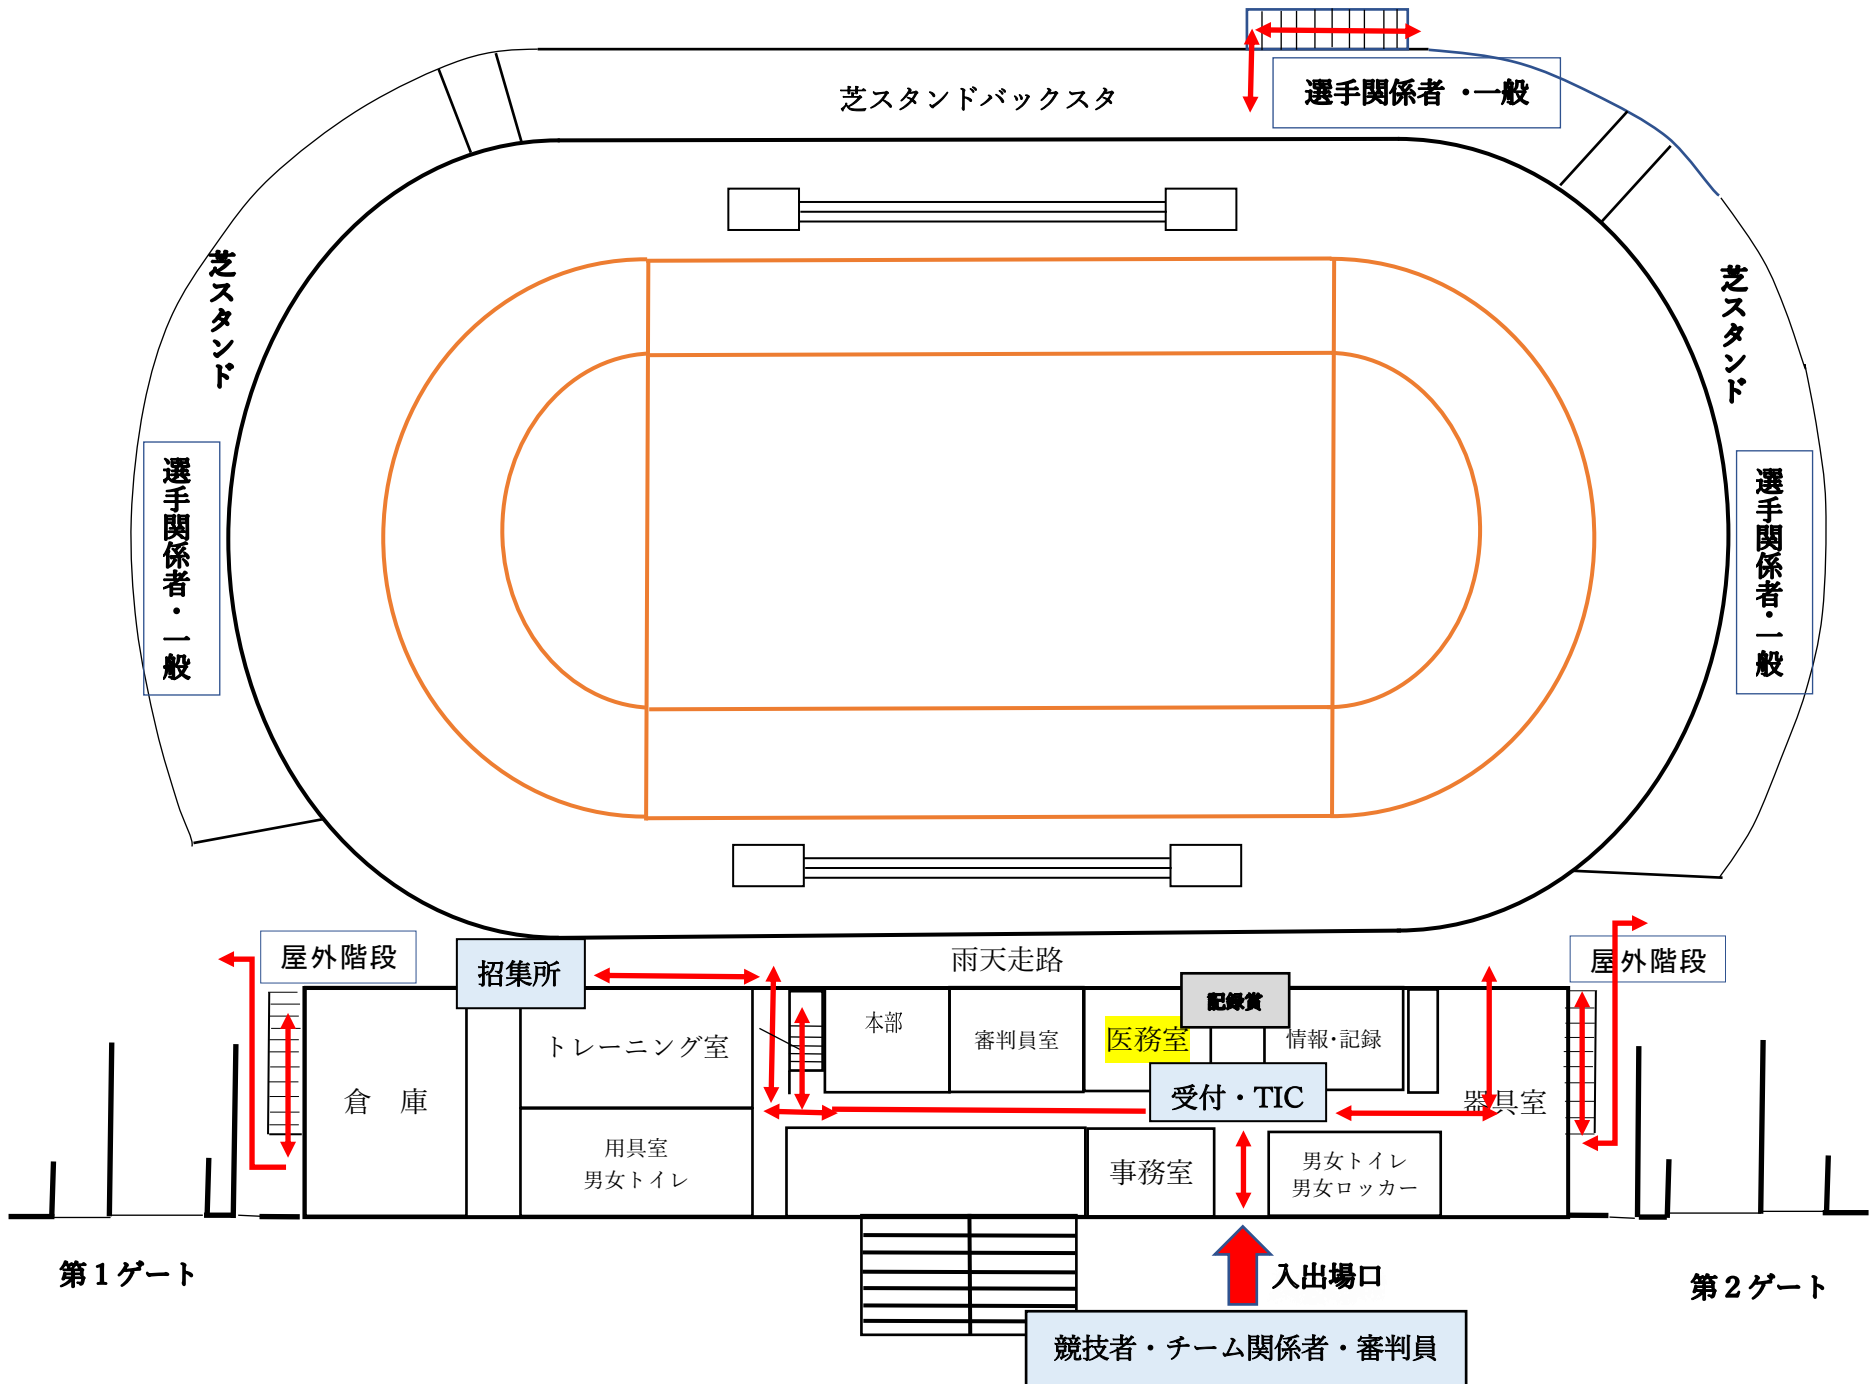 選手関係者・一般
芝スタンドバックスタ
芝スタンド
芝スタンド
選手関係者・一般
選手関係者・一般
屋外階段
招集所
雨天走路
屋外階段
記録賞
本部
審判員室
医務室
情報・記録
トレーニング室
倉 庫
受付・TIC
器具室
用具室
男女トイレ
事務室
男女トイレ
男女ロッカー
第1ゲート
入出場口
第2ゲート
競技者・チーム関係者・審判員